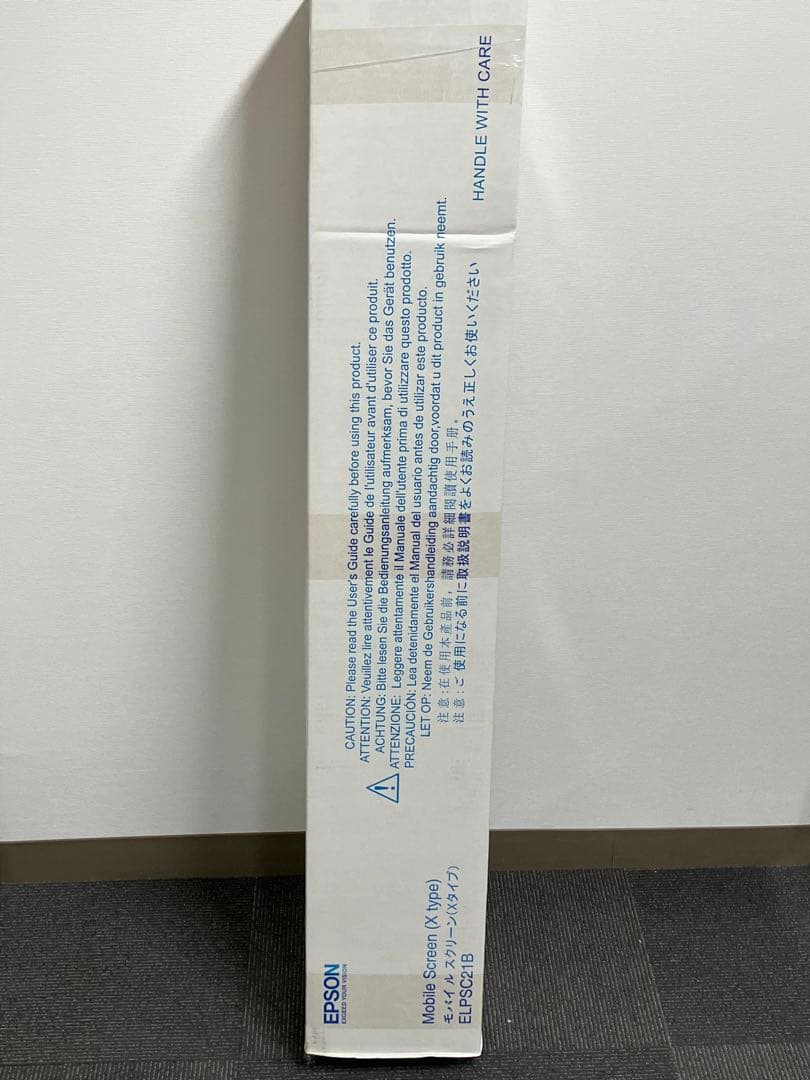 EPSON
EXCEED YOUR VISION
Mobile Screen (X type)
モバイル スクリーン(Xタイプ)
ELPSC21B
CAUTION: Please read the User's Guide carefully before using this product.
ATTENTION: Veuillez lire attentivement le Guide de l'utilisateur avant d'utiliser ce produit.
ACHTUNG: Bitte lesen Sie die Bedienungsanleitung aufmerksam, bevor Sie das Gerät benutzen.
ATTENZIONE: Leggere attentamente il Manuale dell'utente prima di utilizzare questo prodotto.
PRECAUCIÓN: Lea detenidamente el Manual del usuario antes de utilizar este producto.
LET OP: Neem de Gebruikershandleiding aandachtig door,voordat u dit product in gebruik neemt.
注意:在使用本產品前，請務必詳細閱讀使用手册。
注意:ご使用になる前に取扱説明書をよくお読みのうえ正しくお使いください
HANDLE WITH CARE